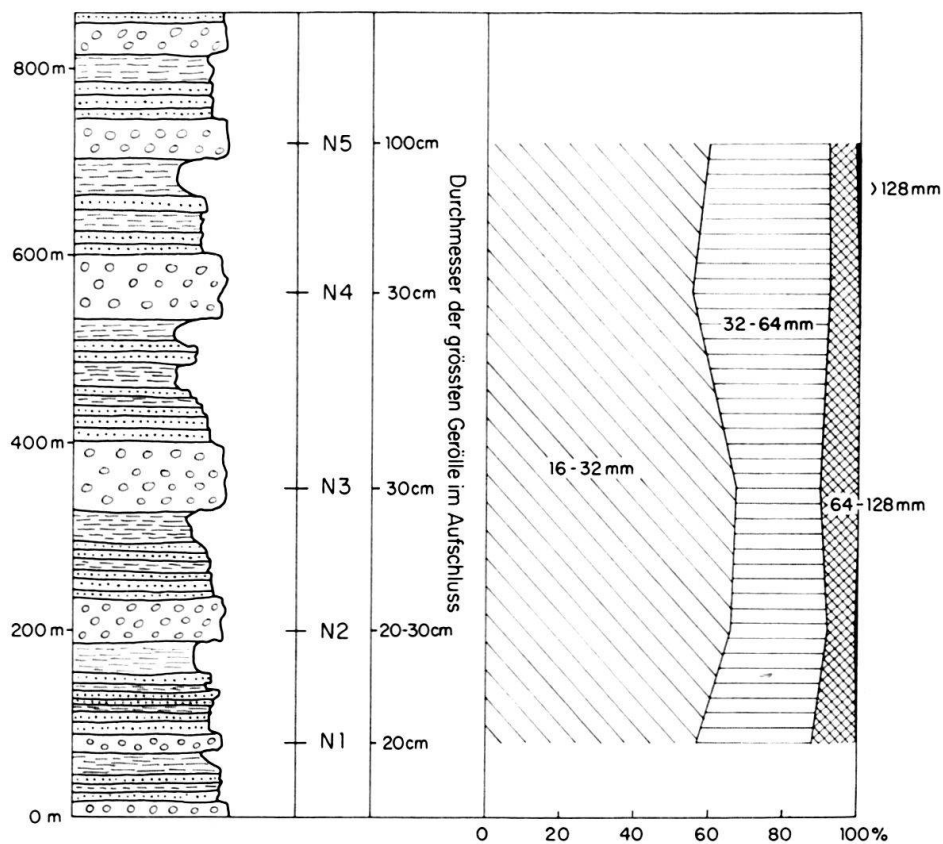 800m
600m
400m
200m
0 m
N5
N4
N3
N2
N1
100cm
30cm
30cm
20-30cm
20cm
Durchmesser der grössten Gerölle im Aufschluss
16 - 32 mm
32 - 64 mm
64 - 128 mm
>128 mm
0 20 40 60 80 100%